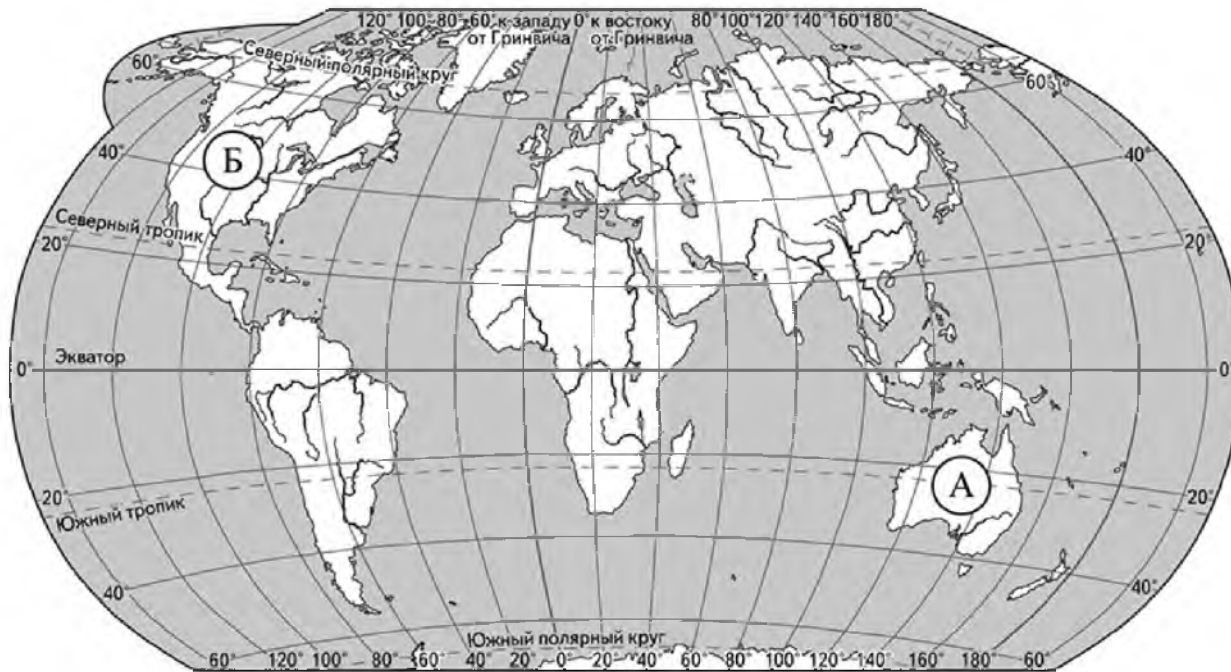 120° 100° 80° 60° к западу 0° к востоку 80° 100° 120° 140° 160° 180°
от Гринвича от Гринвича
Северный полярный круг
60° 60°
40° 40°
Б
Северный тропик
20° 20°
Экватор
0° 0
А
20° 20°
Южный тропик
40° 40°
Южный полярный круг
60° 120° 100° 80° 60° 40° 20° 0° 20° 40° 60° 80° 100° 120° 140° 160° 60°